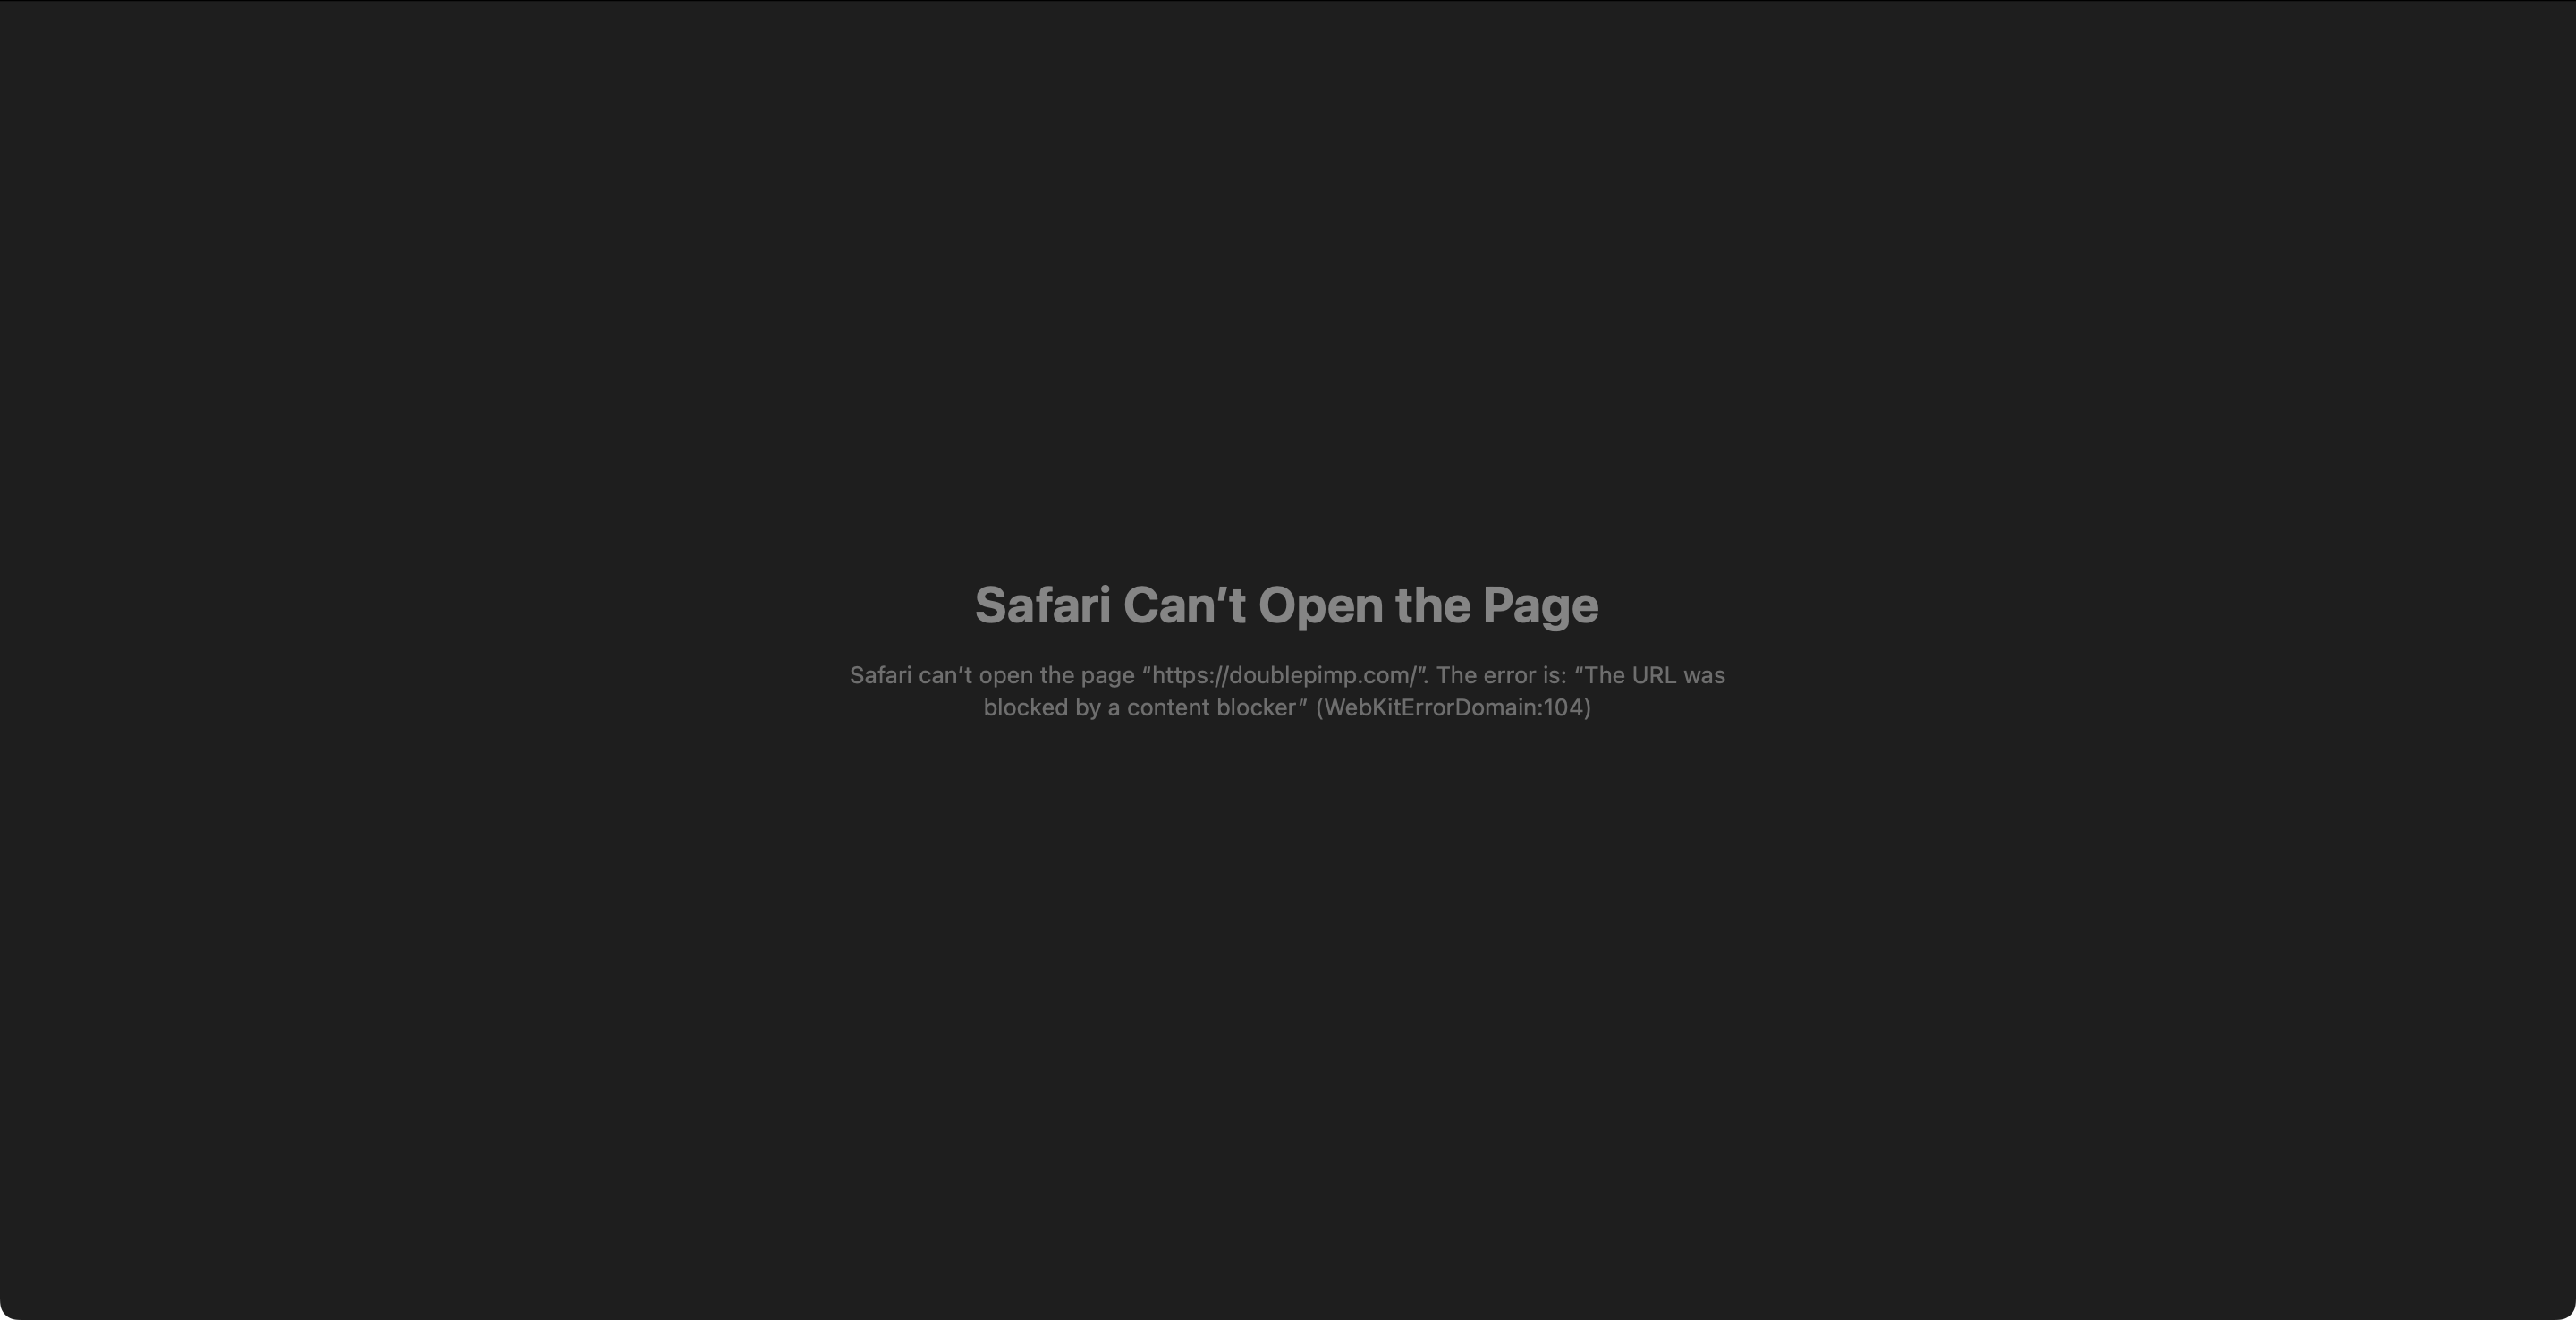 Safari Can’t Open the Page
Safari can’t open the page “https://doublepimp.com/”. The error is: “The URL was
blocked by a content blocker” (WebKitErrorDomain:104)